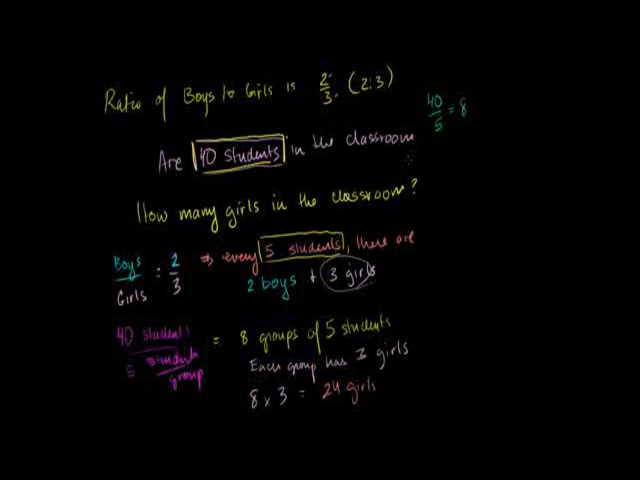 Ratio of Boys to Girls is 2/3. (2:3)
40/5 = 8
Are 40 students in the classroom
How many girls in the classroom?
Boys/Girls = 2/3 ⇒ every 5 students, there are
2 boys + 3 girls
40 students / 5 students group = 8 groups of 5 students
Each group has 3 girls
8 x 3 = 24 girls